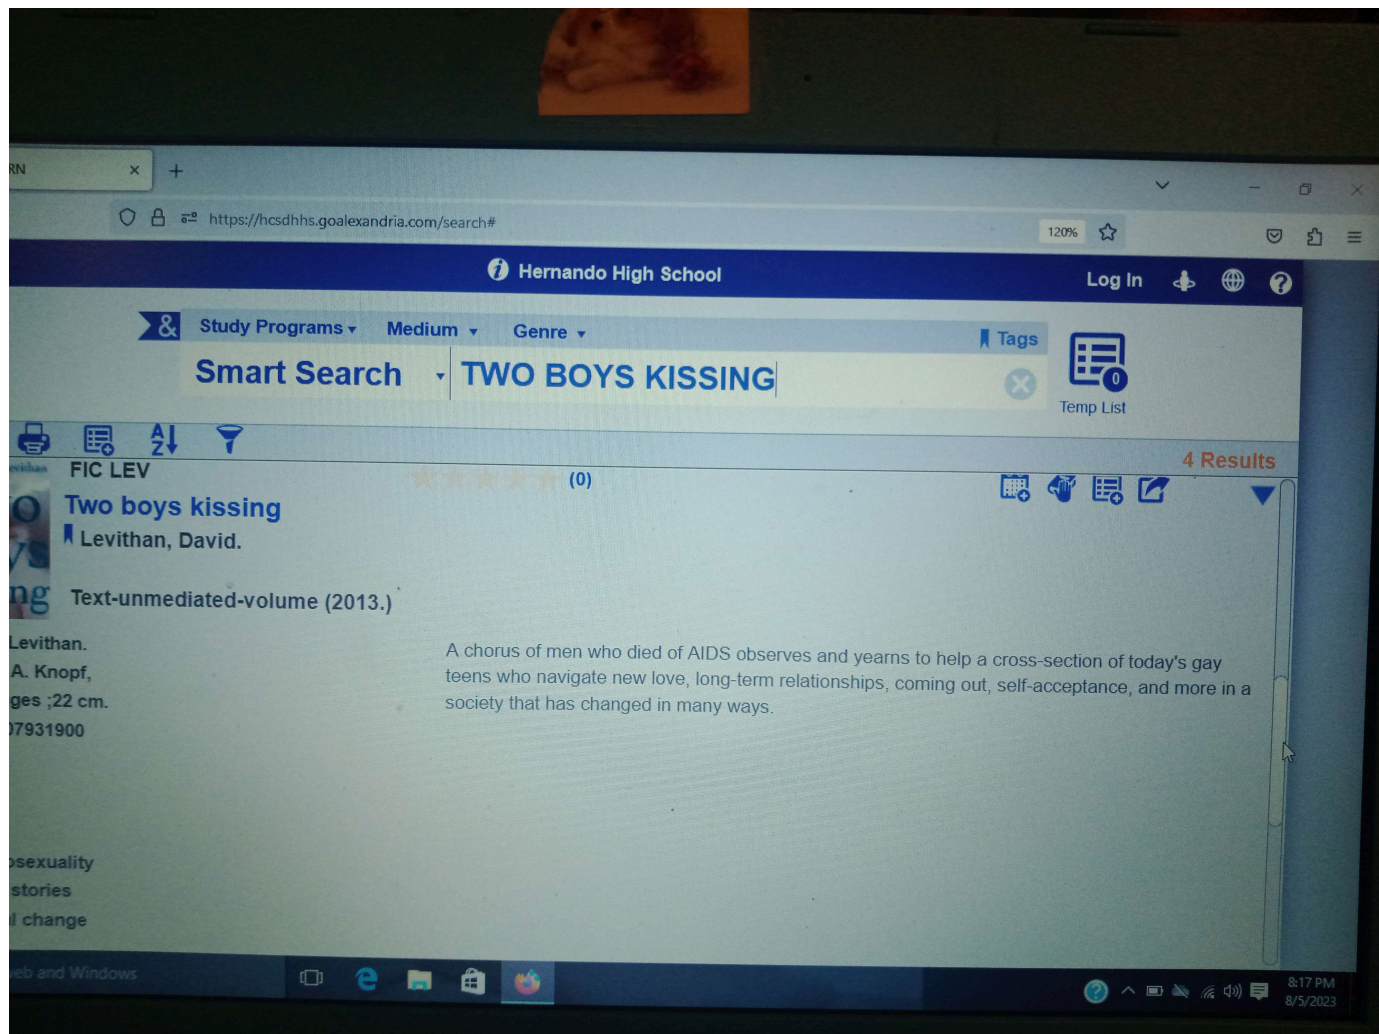 RN
https://hcsdhhs.goalexandria.com/search#
120%
Hernando High School
Log In
&
Study Programs
Medium
Genre
Tags
Smart Search
TWO BOYS KISSING
0
Temp List
A
Z
4 Results
FIC LEV
(0)
Two boys kissing
Levithan, David.
Text-unmediated-volume (2013.)
Levithan.
A. Knopf,
ges ;22 cm.
07931900
A chorus of men who died of AIDS observes and yearns to help a cross-section of today's gay
teens who navigate new love, long-term relationships, coming out, self-acceptance, and more in a
society that has changed in many ways.
osexuality
stories
l change
eb and Windows
8:17 PM
8/5/2023